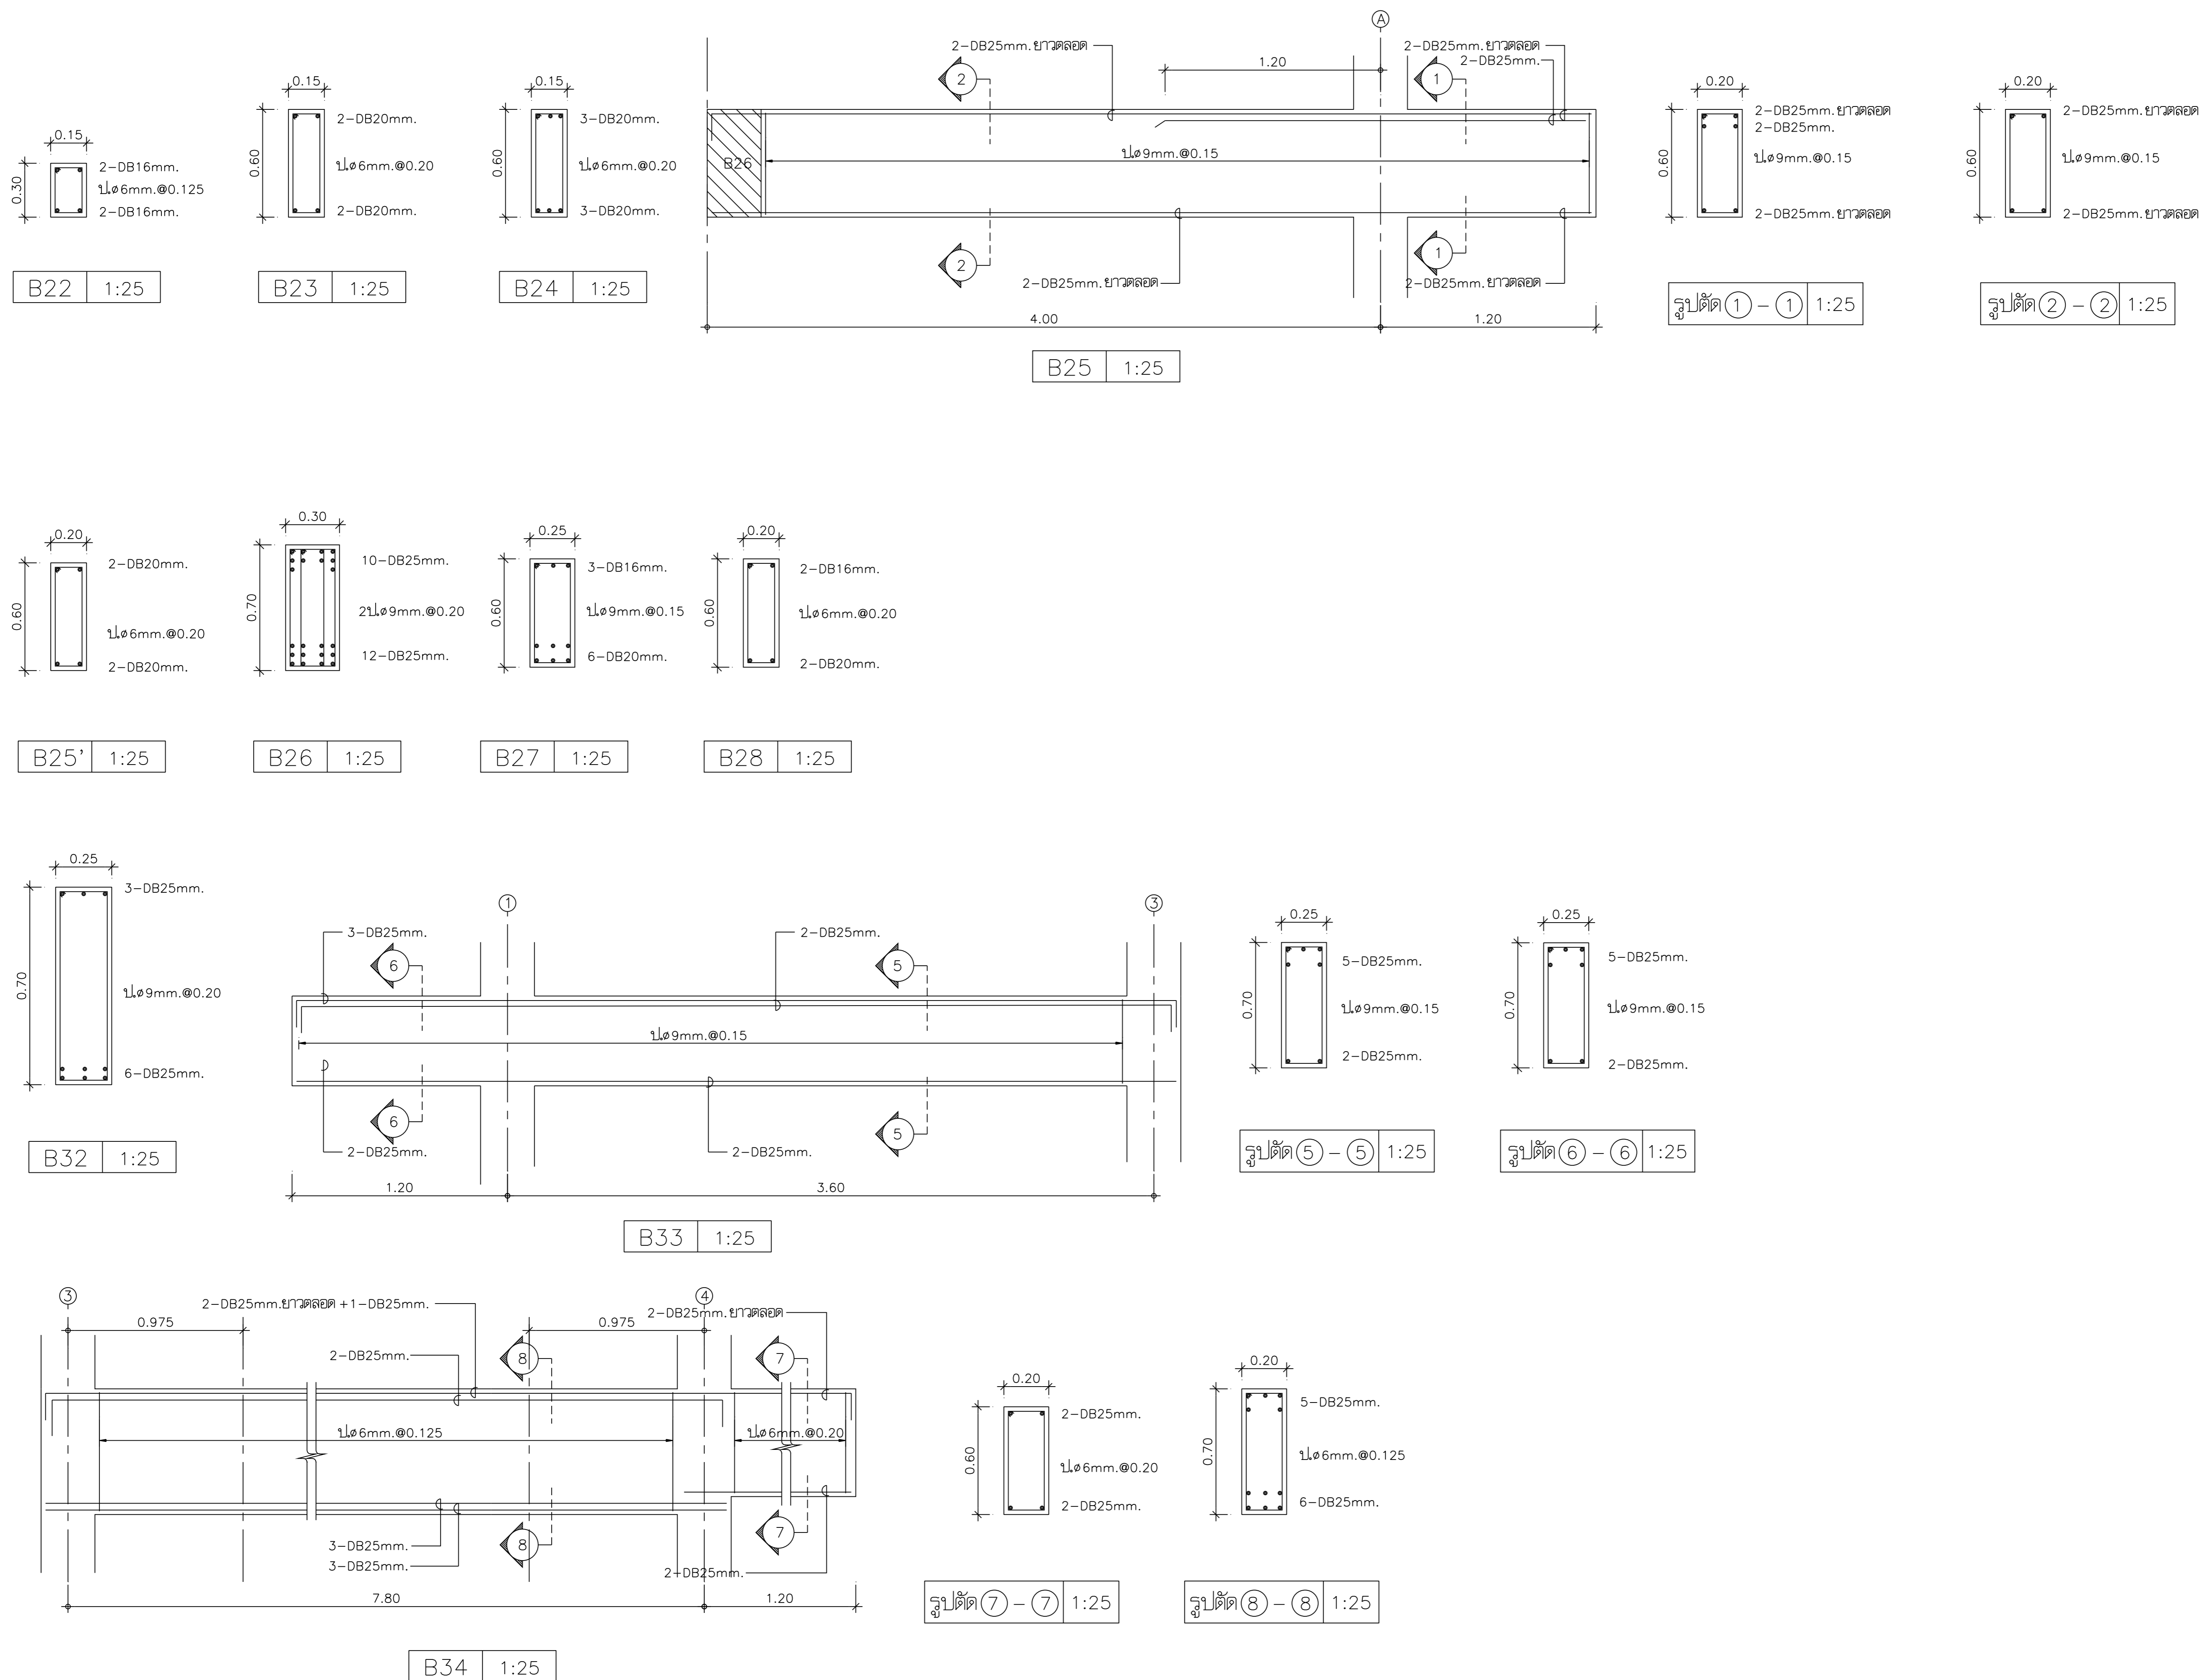 0.15
0.30
2-DB16mm.
ป.ø6mm.@0.125
2-DB16mm.
B22 1:25
0.15
0.60
2-DB20mm.
ป.ø6mm.@0.20
2-DB20mm.
B23 1:25
0.15
0.60
3-DB20mm.
ป.ø6mm.@0.20
3-DB20mm.
B24 1:25
A
2-DB25mm.ยาวตลอด
2-DB25mm.ยาวตลอด
2-DB25mm.
1.20
2
1
B26
ป.ø9mm.@0.15
2
1
2-DB25mm.ยาวตลอด
2-DB25mm.ยาวตลอด
4.00
1.20
B25 1:25
0.20
0.60
2-DB25mm.ยาวตลอด
2-DB25mm.
ป.ø9mm.@0.15
2-DB25mm.ยาวตลอด
รูปตัด 1 - 1 1:25
0.20
0.60
2-DB25mm.ยาวตลอด
ป.ø9mm.@0.15
2-DB25mm.ยาวตลอด
รูปตัด 2 - 2 1:25
0.20
0.60
2-DB20mm.
ป.ø6mm.@0.20
2-DB20mm.
B25' 1:25
0.30
0.70
10-DB25mm.
2ป.ø9mm.@0.20
12-DB25mm.
B26 1:25
0.25
0.60
3-DB16mm.
ป.ø9mm.@0.15
6-DB20mm.
B27 1:25
0.20
0.60
2-DB16mm.
ป.ø6mm.@0.20
2-DB20mm.
B28 1:25
0.25
0.70
3-DB25mm.
ป.ø9mm.@0.20
6-DB25mm.
B32 1:25
1
3
3-DB25mm.
2-DB25mm.
6
5
ป.ø9mm.@0.15
6
5
2-DB25mm.
2-DB25mm.
1.20
3.60
B33 1:25
0.25
0.70
5-DB25mm.
ป.ø9mm.@0.15
2-DB25mm.
รูปตัด 5 - 5 1:25
0.25
0.70
5-DB25mm.
ป.ø9mm.@0.15
2-DB25mm.
รูปตัด 6 - 6 1:25
3
4
2-DB25mm.ยาวตลอด +1-DB25mm.
2-DB25mm.ยาวตลอด
0.975
0.975
2-DB25mm.
8
7
ป.ø6mm.@0.125
ป.ø6mm.@0.20
8
7
3-DB25mm.
3-DB25mm.
2-DB25mm.
7.80
1.20
B34 1:25
0.20
0.60
2-DB25mm.
ป.ø6mm.@0.20
2-DB25mm.
รูปตัด 7 - 7 1:25
0.20
0.70
5-DB25mm.
ป.ø6mm.@0.125
6-DB25mm.
รูปตัด 8 - 8 1:25